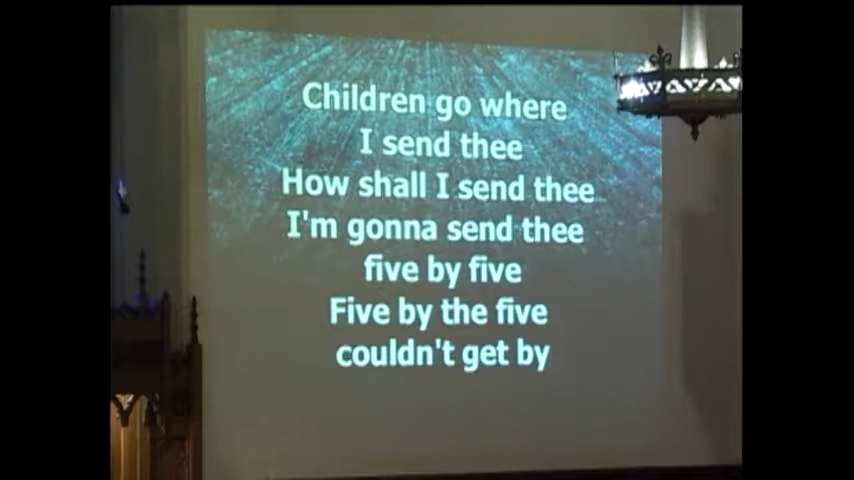 Children go where
I send thee
How shall I send thee
I'm gonna send thee
five by five
Five by the five
couldn't get by